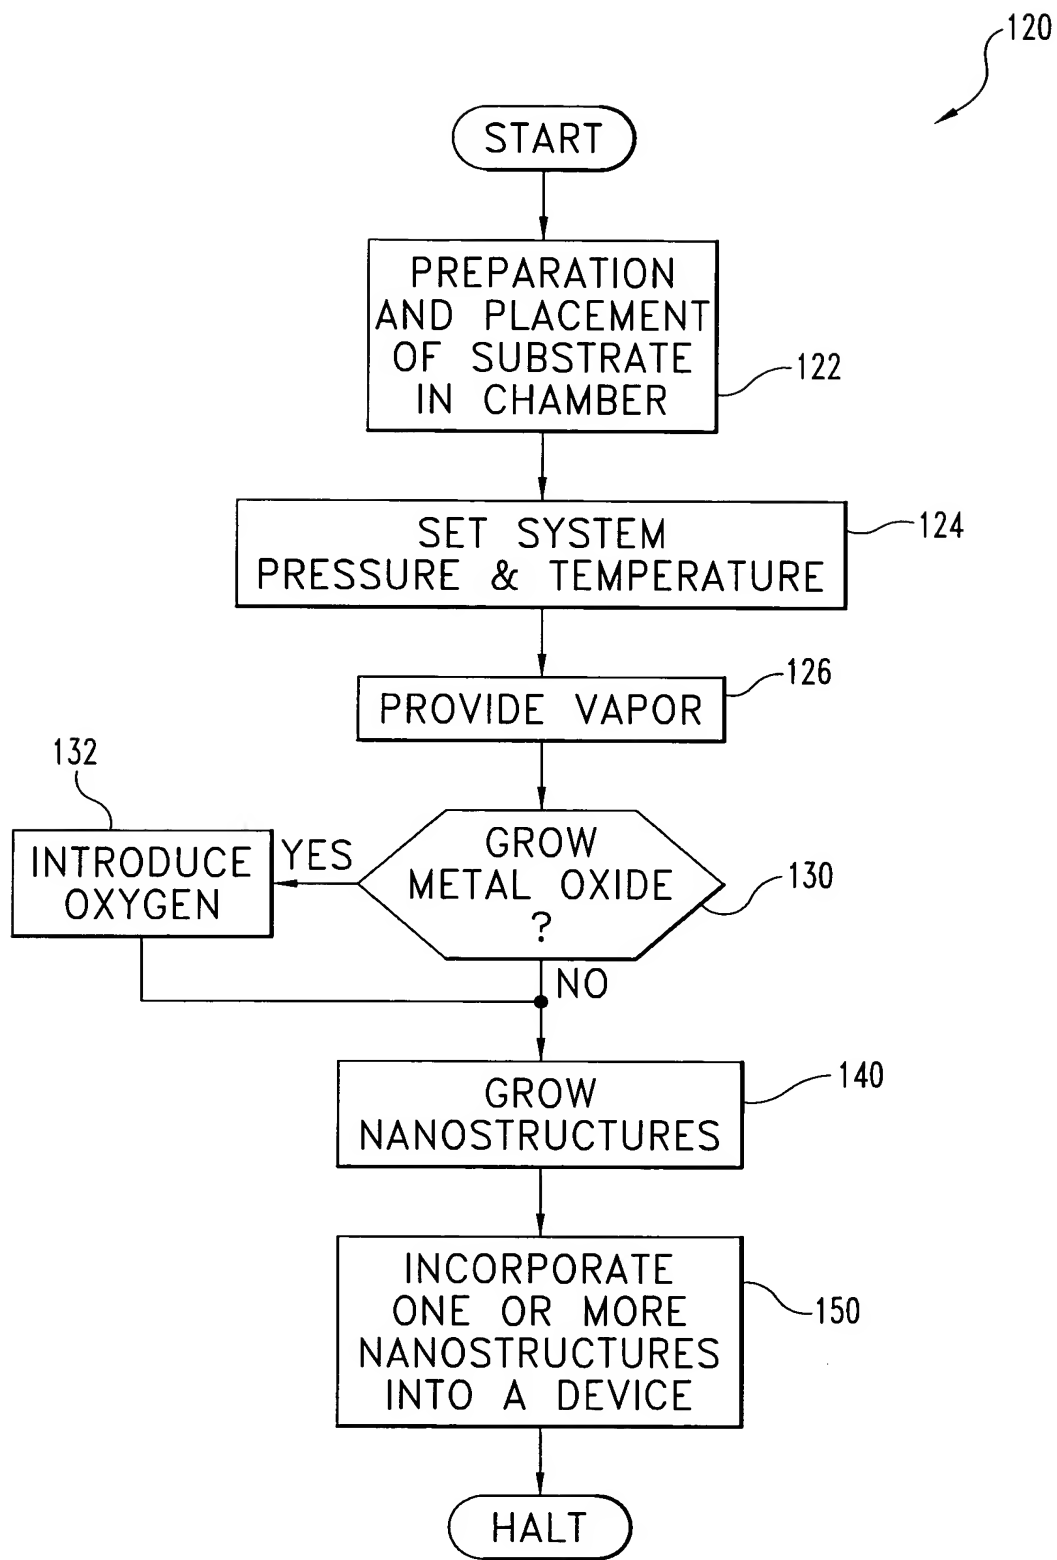 120
START
PREPARATION
AND PLACEMENT
OF SUBSTRATE
IN CHAMBER
122
SET SYSTEM
PRESSURE & TEMPERATURE
124
PROVIDE VAPOR
126
132
INTRODUCE
OXYGEN
YES
GROW
METAL OXIDE
?
130
NO
GROW
NANOSTRUCTURES
140
INCORPORATE
ONE OR MORE
NANOSTRUCTURES
INTO A DEVICE
150
HALT